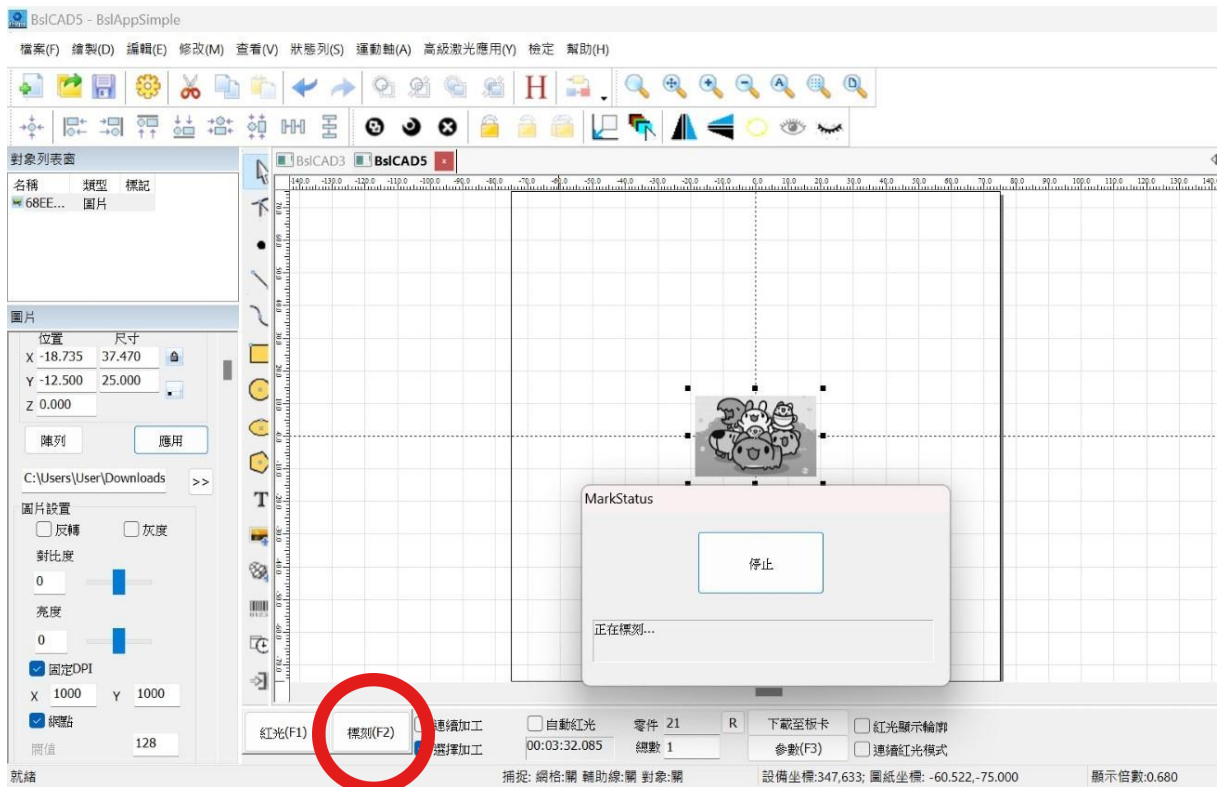 BslCAD5 - BslAppSimple
檔案(F) 繪製(D) 編輯(E) 修改(M) 查看(V) 狀態列(S) 運動軸(A) 高級激光應用(Y) 檢定 幫助(H)
H
對象列表窗
BslCAD3 BslCAD5
名稱 類型 標記
68EE... 圖片
圖片
位置 尺寸
X -18.735 37.470
Y -12.500 25.000
Z 0.000
陣列 應用
C:\Users\User\Downloads >>
圖片設置
反轉 灰度
對比度
0
亮度
0
固定DPI
X 1000 Y 1000
網點
閾值 128
T
MarkStatus
停止
正在標刻...
紅光(F1) 標刻(F2) 連續加工 自動紅光 零件 21 R 下載至板卡 紅光顯示輪廓
選擇加工 00:03:32.085 總數 1 參數(F3) 連續紅光模式
就緒 捕捉: 網格:關 輔助線:關 對象:關 設備坐標:347,633; 圖紙坐標: -60.522,-75.000 顯示倍數:0.680